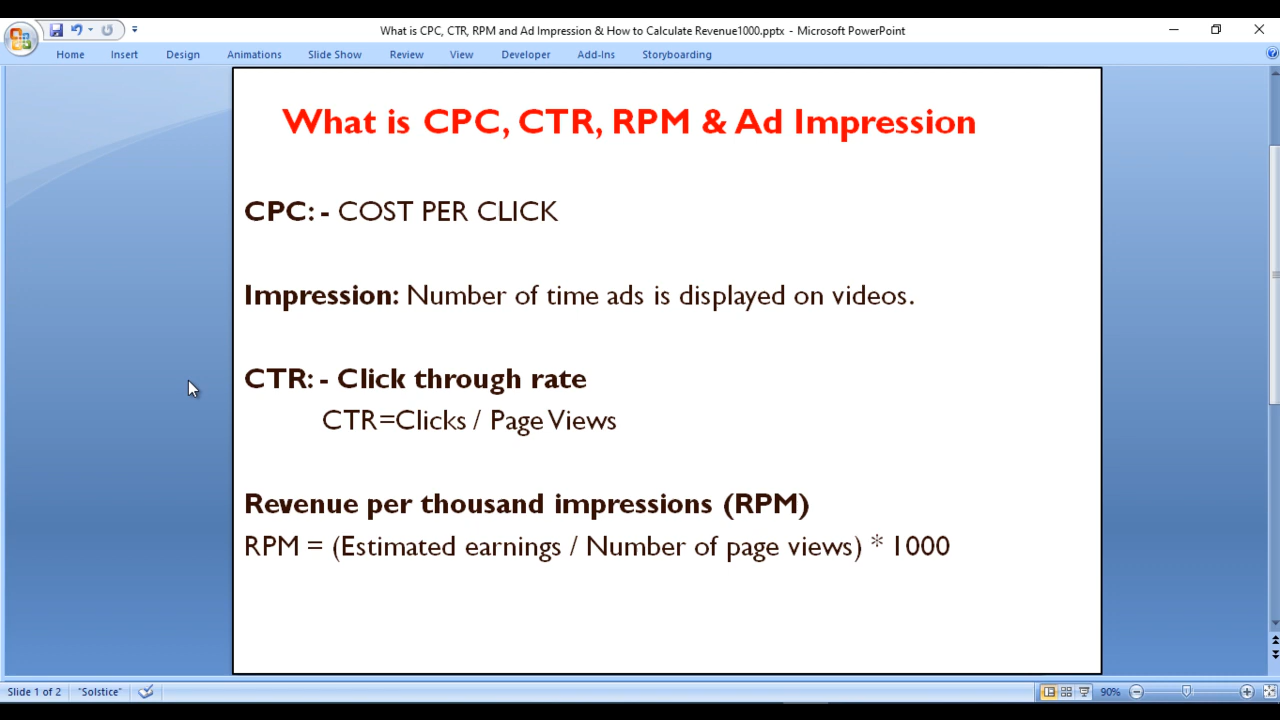 What is CPC, CTR, RPM and Ad Impression & How to Calculate Revenue1000.pptx - Microsoft PowerPoint
Home Insert Design Animations Slide Show Review View Developer Add-Ins Storyboarding
What is CPC, CTR, RPM & Ad Impression
CPC: - COST PER CLICK
Impression: Number of time ads is displayed on videos.
CTR: - Click through rate
CTR=Clicks / Page Views
Revenue per thousand impressions (RPM)
RPM = (Estimated earnings / Number of page views) * 1000
Slide 1 of 2 "Solstice" 90%